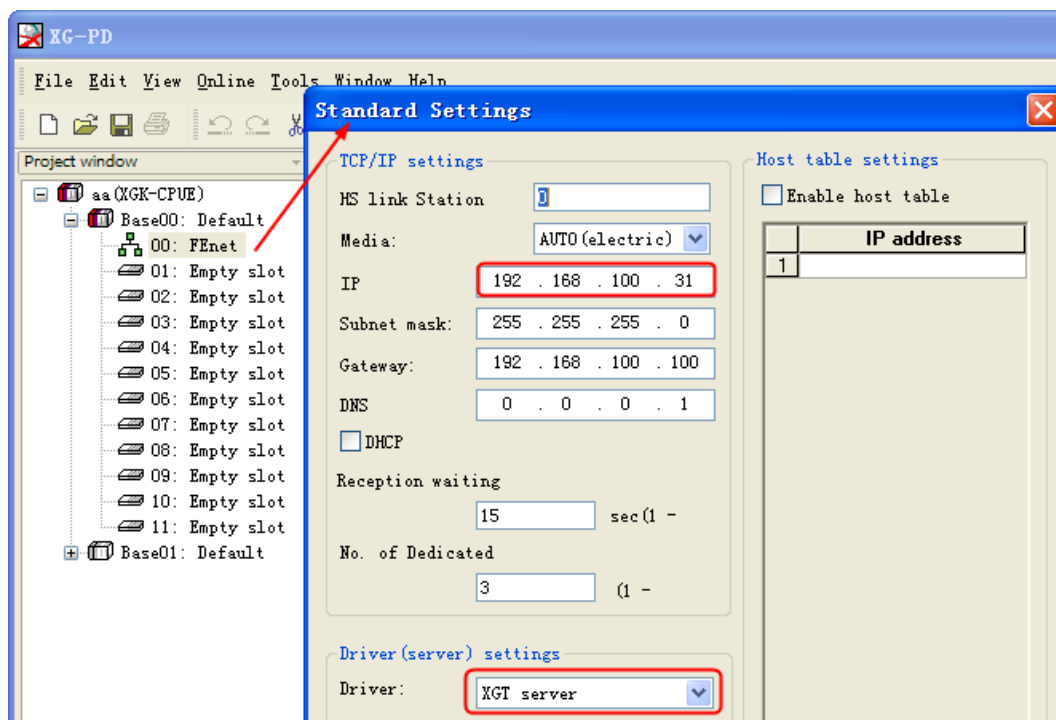 XG-PD
File Edit View Online Tools Window Help
Project window
aa(XGK-CPUE)
Base00: Default
00: FEnet
01: Empty slot
02: Empty slot
03: Empty slot
04: Empty slot
05: Empty slot
06: Empty slot
07: Empty slot
08: Empty slot
09: Empty slot
10: Empty slot
11: Empty slot
Base01: Default
Standard Settings
TCP/IP settings
HS link Station 0
Media: AUTO(electric)
IP 192 . 168 . 100 . 31
Subnet mask: 255 . 255 . 255 . 0
Gateway: 192 . 168 . 100 . 100
DNS 0 . 0 . 0 . 1
DHCP
Reception waiting
15 sec(1 -
No. of Dedicated
3 (1 -
Driver(server) settings
Driver: XGT server
Host table settings
Enable host table
IP address
1